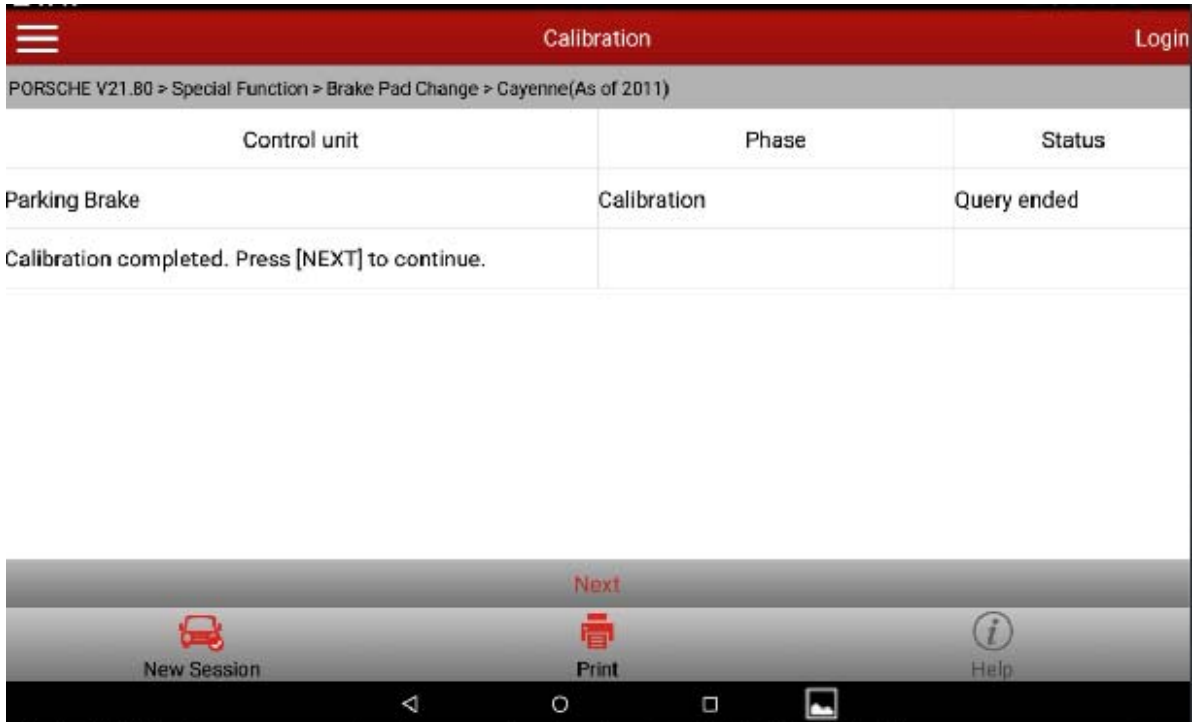 Calibration
Login
PORSCHE V21.80 > Special Function > Brake Pad Change > Cayenne(As of 2011)
Control unit Phase Status
Parking Brake Calibration Query ended
Calibration completed. Press [NEXT] to continue.
Next
New Session Print Help